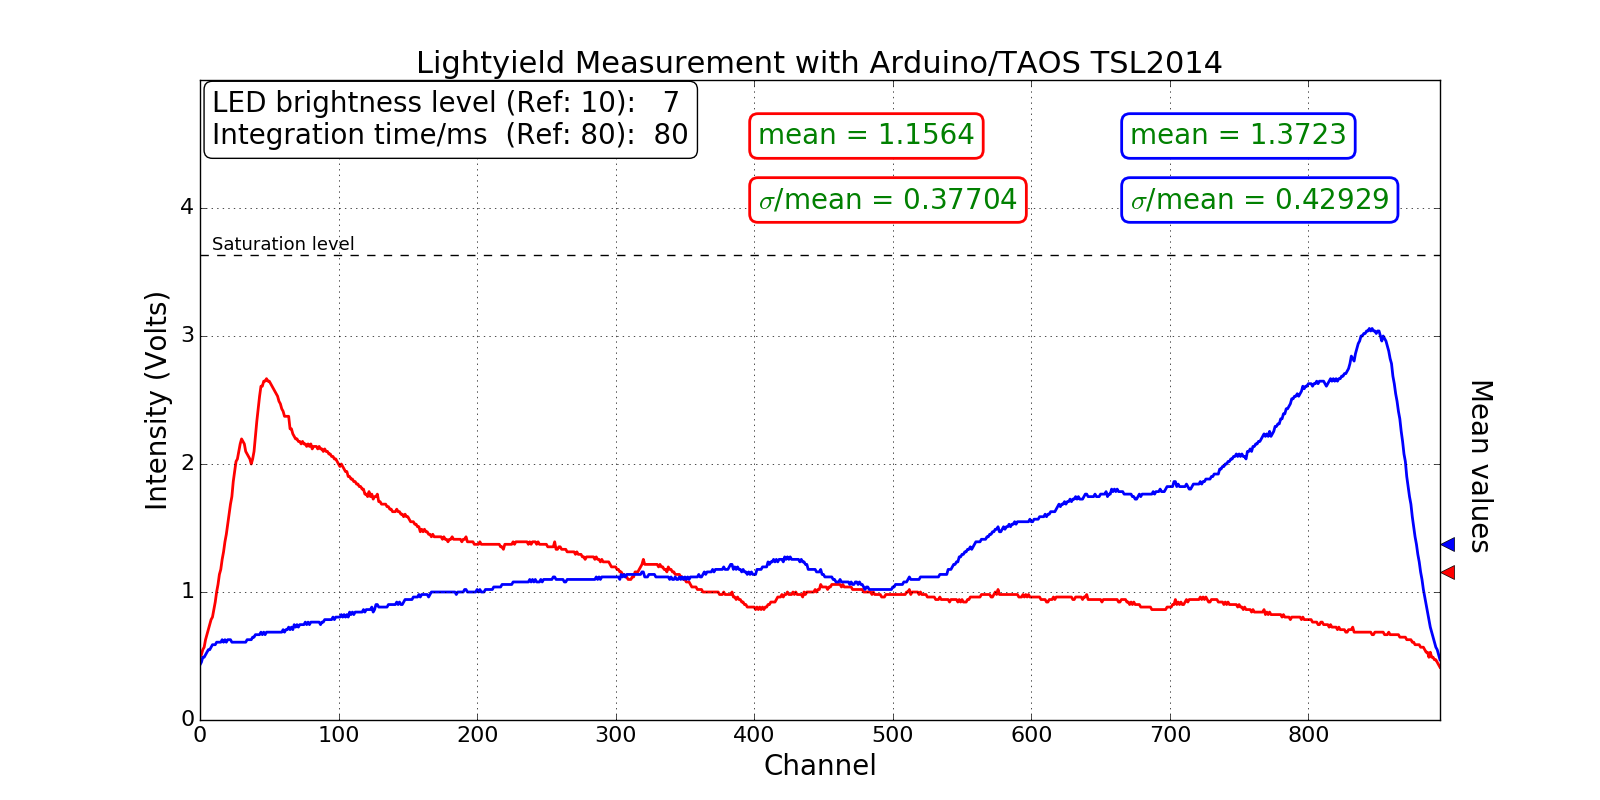 Lightyield Measurement with Arduino/TAOS TSL2014
LED brightness level (Ref: 10):   7
Integration time/ms  (Ref: 80):  80
mean = 1.1564
σ/mean = 0.37704
mean = 1.3723
σ/mean = 0.42929
Saturation level
Intensity (Volts)
4
3
2
1
0
0 100 200 300 400 500 600 700 800
Channel
Mean values